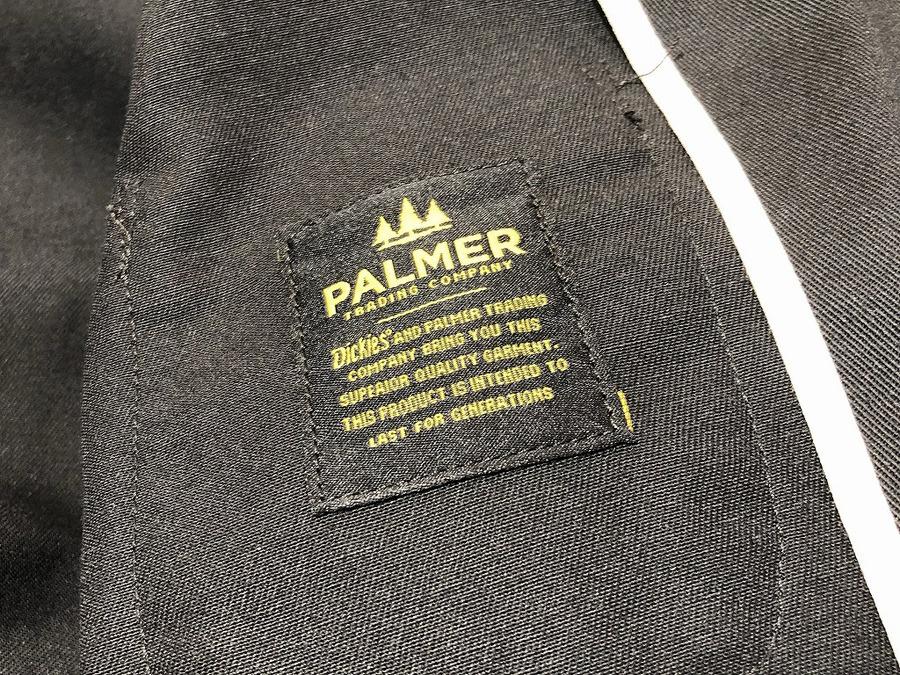 PALMER
TRADING COMPANY
Dickies® AND PALMER TRADING
COMPANY BRING YOU THIS
SUPERIOR QUALITY GARMENT.
THIS PRODUCT IS INTENDED TO
LAST FOR GENERATIONS